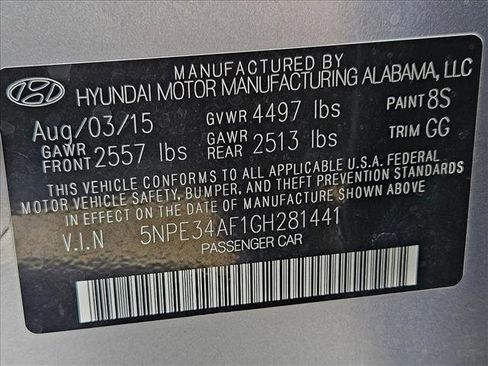 MANUFACTURED BY
HYUNDAI MOTOR MANUFACTURING ALABAMA, LLC
Aug/03/15 GVWR 4497 lbs PAINT 8S
GAWR FRONT 2557 lbs GAWR REAR 2513 lbs TRIM GG
THIS VEHICLE CONFORMS TO ALL APPLICABLE U.S.A. FEDERAL
MOTOR VEHICLE SAFETY, BUMPER, AND THEFT PREVENTION STANDARDS
IN EFFECT ON THE DATE OF MANUFACTURE SHOWN ABOVE.
V.I.N 5NPE34AF1GH281441
PASSENGER CAR